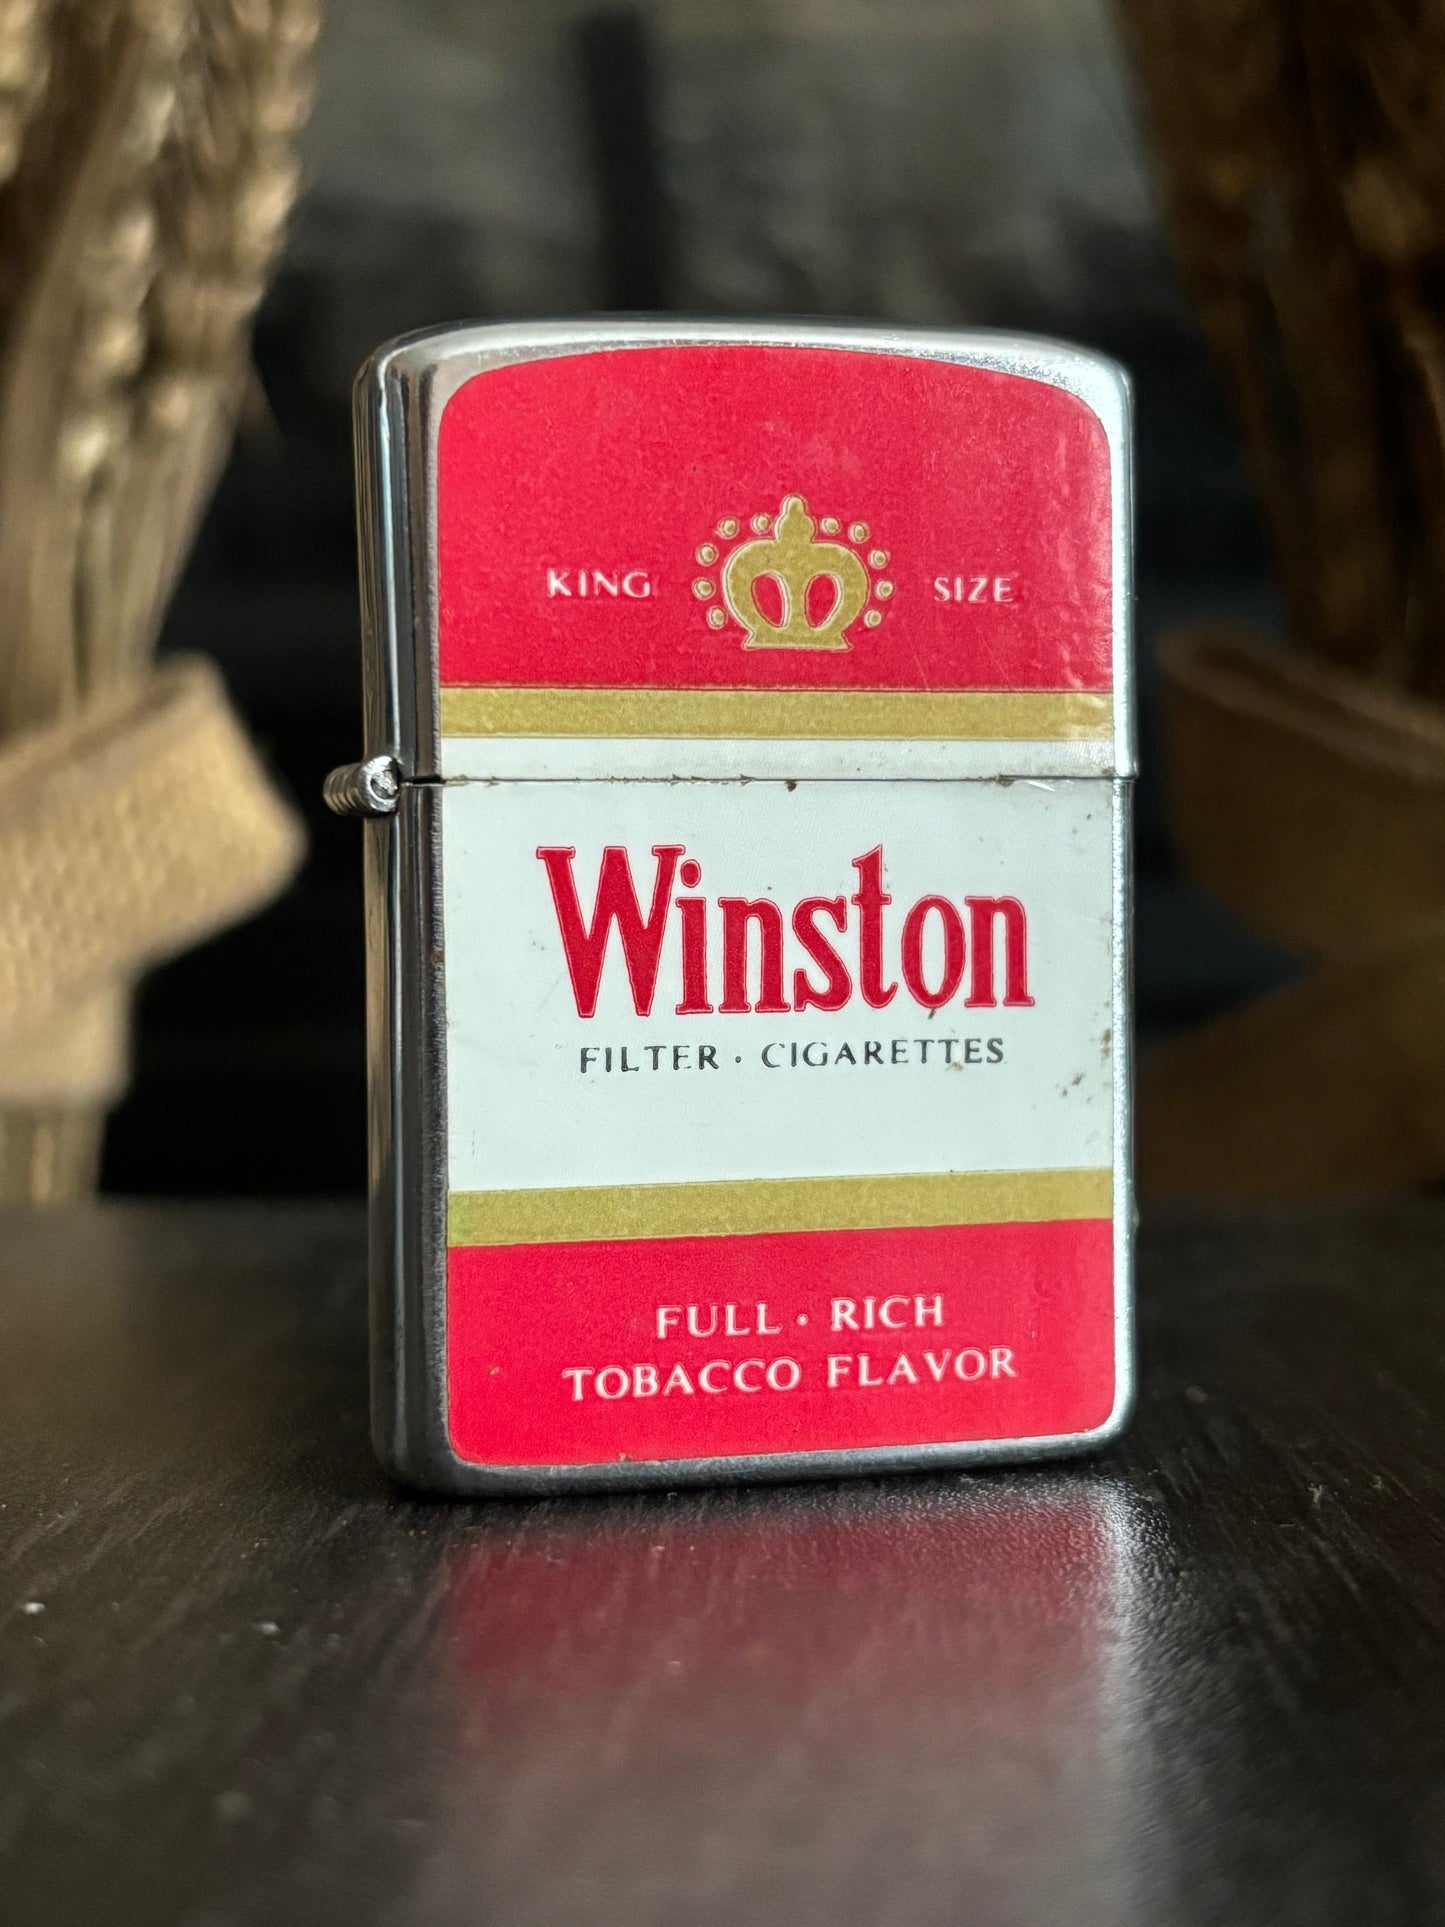 KING SIZE
Winston
FILTER · CIGARETTES
FULL · RICH
TOBACCO FLAVOR